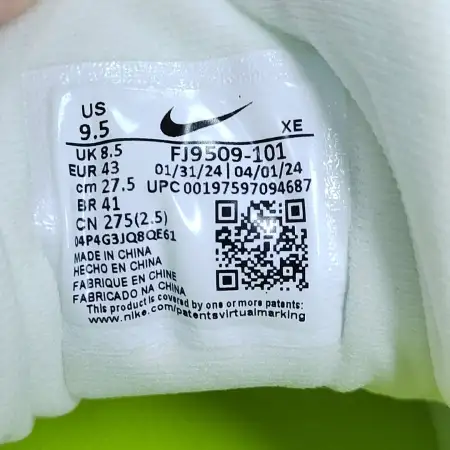 US
9.5
XE
UK 8.5
FJ9509-101
EUR 43
01/31/24 | 04/01/24
cm 27.5
UPC 00197597094687
BR 41
CN 275(2.5)
04P4G3JQ8QE61
MADE IN CHINA
HECHO EN CHINA
FABRIQUE EN CHINE
FABRICADO NA CHINA
This product is covered by one or more patents:
www.nike.com/patentsvirtualmarking